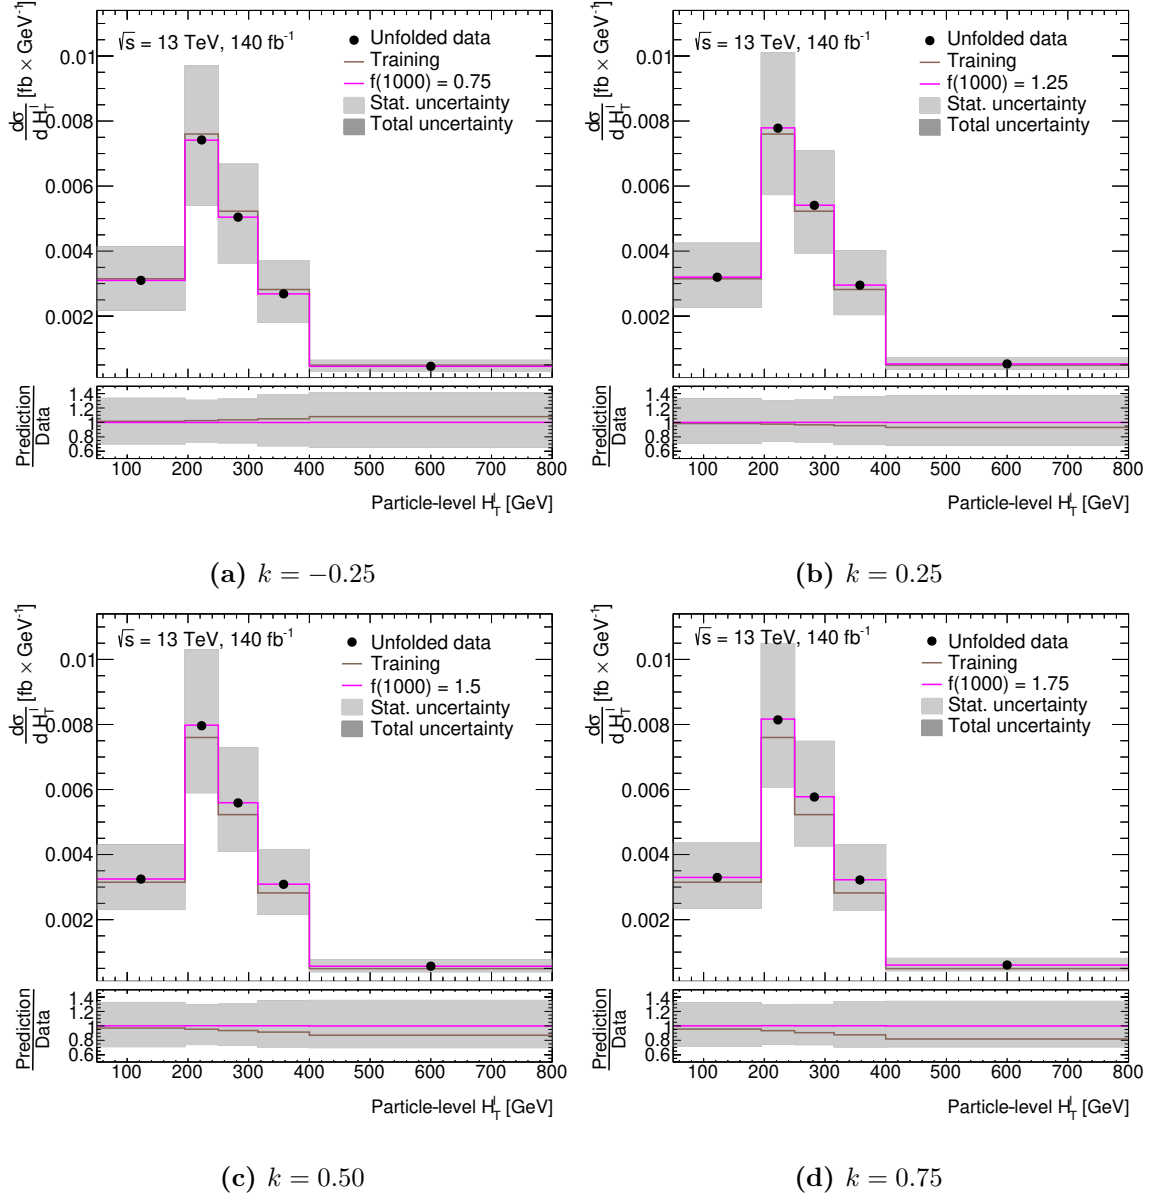 √s = 13 TeV, 140 fb⁻¹
Unfolded data
Training
f(1000) = 0.75
Stat. uncertainty
Total uncertainty
dσ/d H_T^j [fb × GeV⁻¹]
0.01
0.008
0.006
0.004
0.002
Prediction/Data
1.4
1.2
1
0.8
0.6
100 200 300 400 500 600 700 800
Particle-level H_T^j [GeV]
(a) k = −0.25
√s = 13 TeV, 140 fb⁻¹
Unfolded data
Training
f(1000) = 1.25
Stat. uncertainty
Total uncertainty
dσ/d H_T^j [fb × GeV⁻¹]
0.01
0.008
0.006
0.004
0.002
Prediction/Data
1.4
1.2
1
0.8
0.6
100 200 300 400 500 600 700 800
Particle-level H_T^j [GeV]
(b) k = 0.25
√s = 13 TeV, 140 fb⁻¹
Unfolded data
Training
f(1000) = 1.5
Stat. uncertainty
Total uncertainty
dσ/d H_T^j [fb × GeV⁻¹]
0.01
0.008
0.006
0.004
0.002
Prediction/Data
1.4
1.2
1
0.8
0.6
100 200 300 400 500 600 700 800
Particle-level H_T^j [GeV]
(c) k = 0.50
√s = 13 TeV, 140 fb⁻¹
Unfolded data
Training
f(1000) = 1.75
Stat. uncertainty
Total uncertainty
dσ/d H_T^j [fb × GeV⁻¹]
0.01
0.008
0.006
0.004
0.002
Prediction/Data
1.4
1.2
1
0.8
0.6
100 200 300 400 500 600 700 800
Particle-level H_T^j [GeV]
(d) k = 0.75